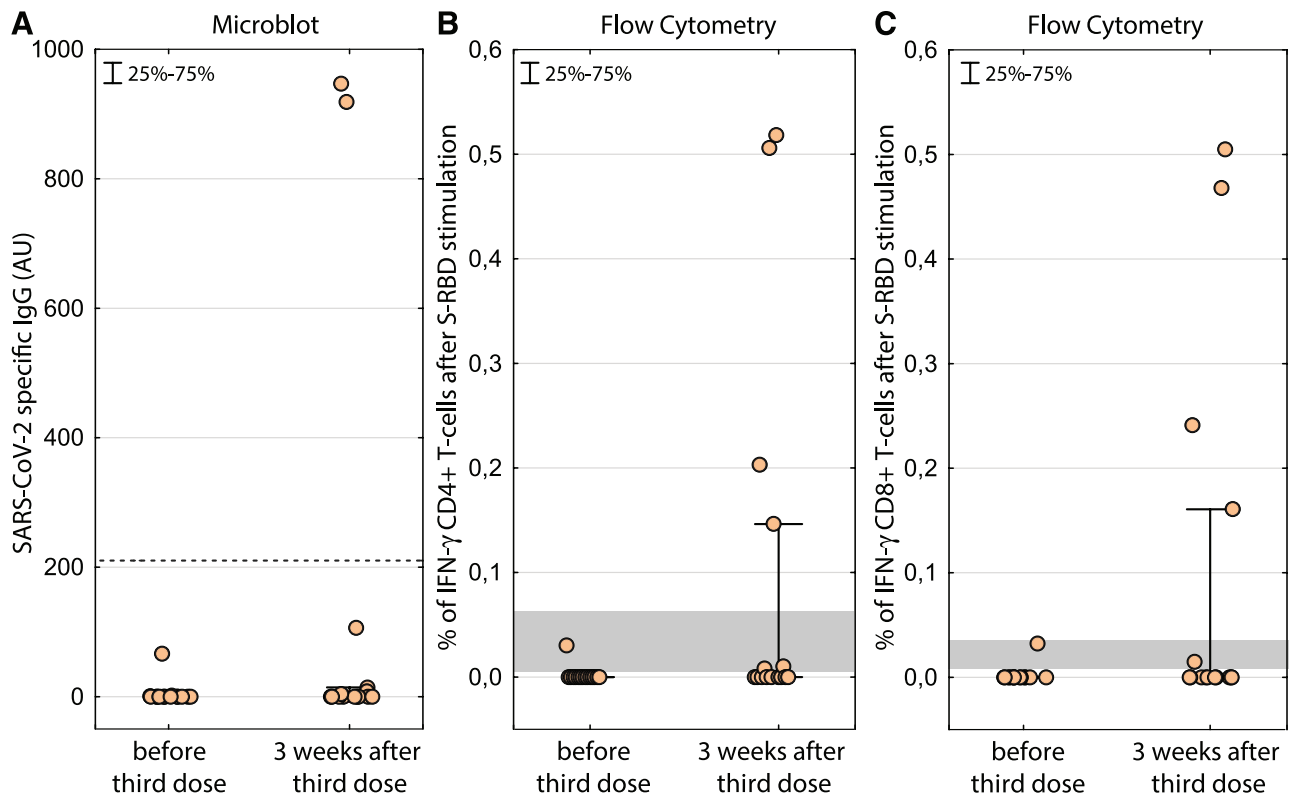 A
Microblot
SARS-CoV-2 specific IgG (AU)
1000
800
600
400
200
0
25%-75%
before
third dose
3 weeks after
third dose
B
Flow Cytometry
% of IFN-γ CD4+ T-cells after S-RBD stimulation
0,6
0,5
0,4
0,3
0,2
0,1
0,0
25%-75%
before
third dose
3 weeks after
third dose
C
Flow Cytometry
% of IFN-γ CD8+ T-cells after S-RBD stimulation
0,6
0,5
0,4
0,3
0,2
0,1
0,0
25%-75%
before
third dose
3 weeks after
third dose